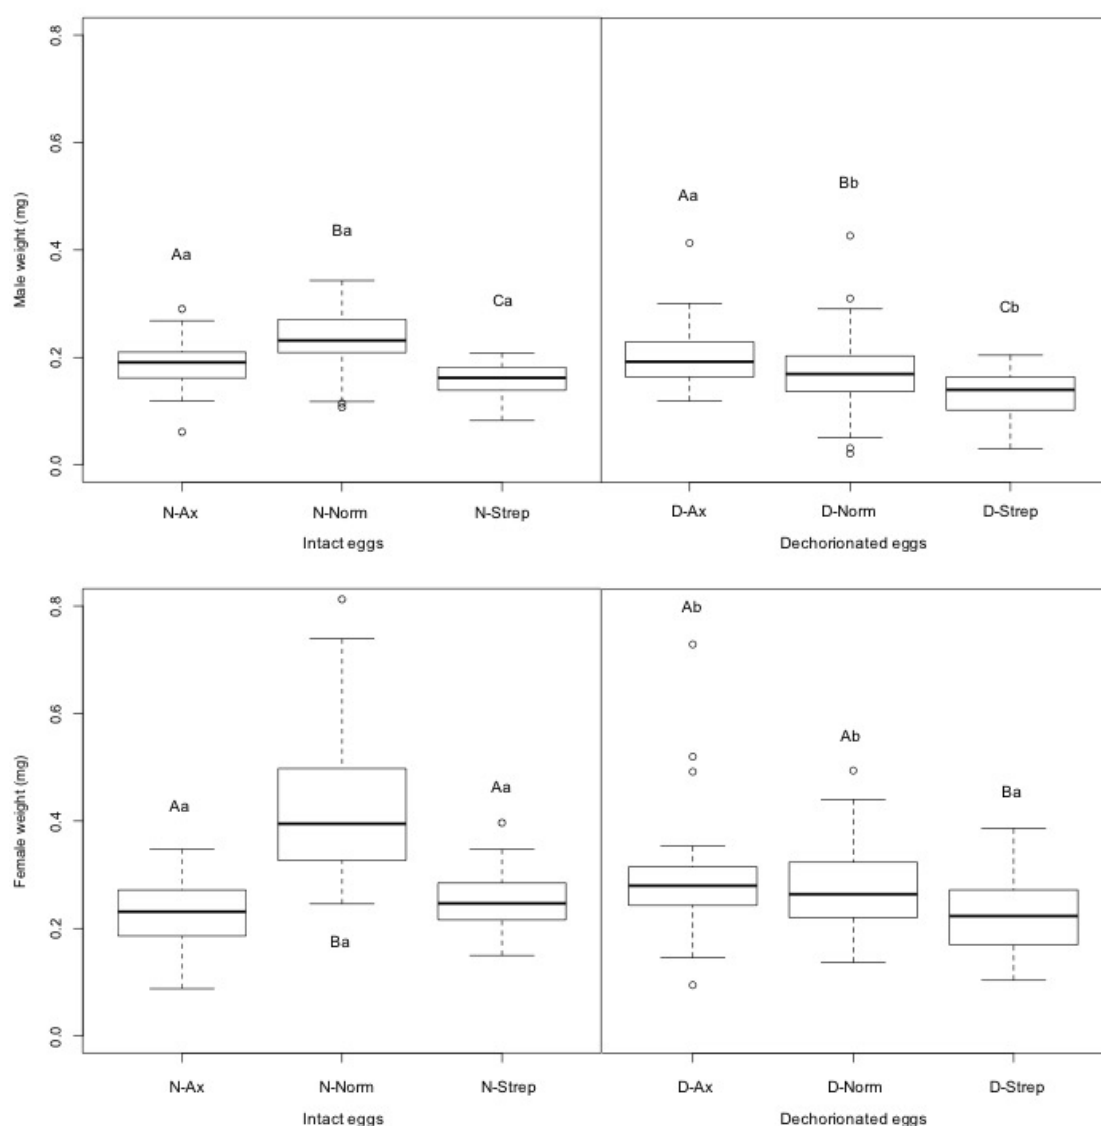 Male weight (mg)
0.8
0.6
0.4
0.2
0.0
Aa
Ba
Ca
Aa
Bb
Cb
N-Ax
N-Norm
N-Strep
D-Ax
D-Norm
D-Strep
Intact eggs
Dechorionated eggs
Female weight (mg)
0.8
0.6
0.4
0.2
0.0
Aa
Ba
Aa
Ab
Ab
Ba
N-Ax
N-Norm
N-Strep
D-Ax
D-Norm
D-Strep
Intact eggs
Dechorionated eggs